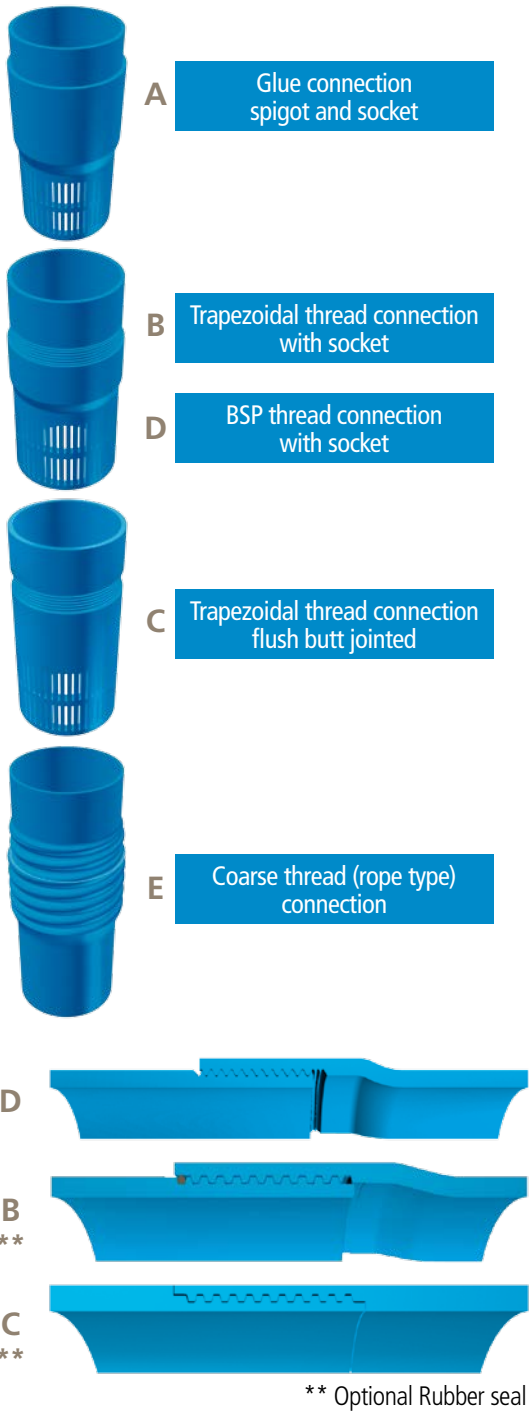 A
Glue connection
spigot and socket
B
Trapezoidal thread connection
with socket
D
BSP thread connection
with socket
C
Trapezoidal thread connection
flush butt jointed
E
Coarse thread (rope type)
connection
D
B
**
C
**
** Optional Rubber seal